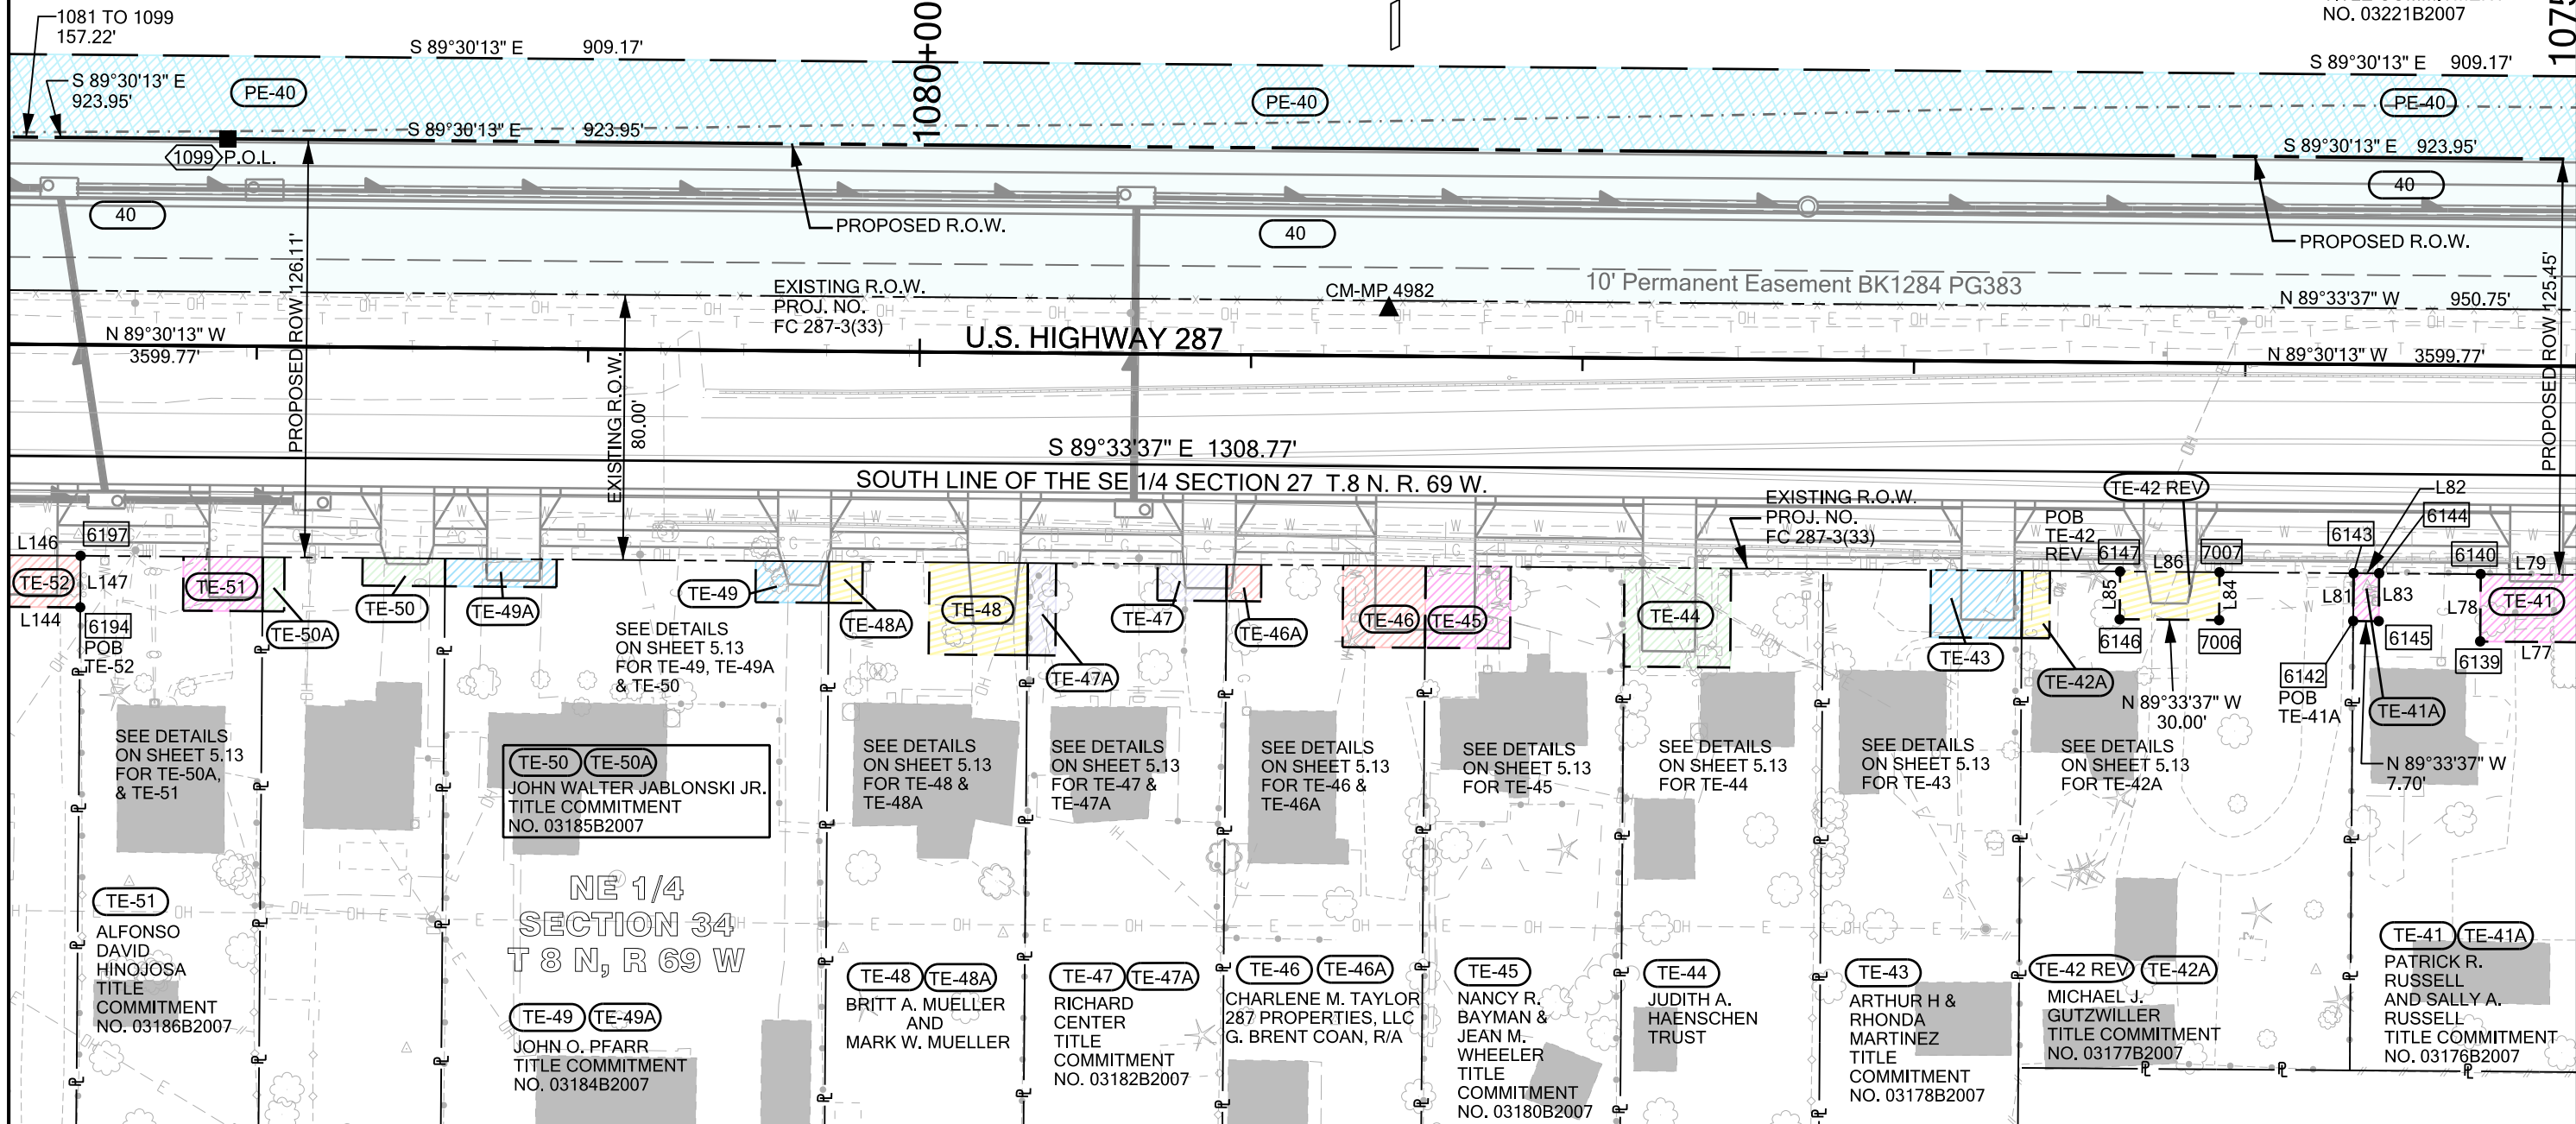 1081 TO 1099
157.22'
NO. 03221B2007
1075
1080+00
S 89°30'13" E 909.17'
S 89°30'13" E 909.17'
S 89°30'13" E
923.95'
PE-40
PE-40
PE-40
S 89°30'13" E 923.95'
S 89°30'13" E 923.95'
1099 P.O.L.
40
40
40
PROPOSED R.O.W.
PROPOSED R.O.W.
PROPOSED ROW 126.11'
PROPOSED ROW 125.45'
EXISTING R.O.W.
PROJ. NO.
FC 287-3(33)
CM-MP 4982
10' Permanent Easement BK1284 PG383
N 89°33'37" W 950.75'
N 89°30'13" W
3599.77'
U.S. HIGHWAY 287
N 89°30'13" W 3599.77'
EXISTING R.O.W.
80.00'
S 89°33'37" E 1308.77'
SOUTH LINE OF THE SE 1/4 SECTION 27 T.8 N. R. 69 W.
EXISTING R.O.W.
PROJ. NO.
FC 287-3(33)
TE-42 REV
POB
TE-42
REV
L146
6197
TE-52
L147
L144
6194
POB
TE-52
TE-51
TE-50A
TE-50
TE-49A
TE-49
TE-48A
TE-48
TE-47A
TE-47
TE-46A
TE-46
TE-45
TE-44
TE-43
TE-42A
6147
L86
7007
L85
L84
6146
7006
N 89°33'37" W
30.00'
L82
6143
6144
L81
L83
6142
POB
TE-41A
6145
TE-41A
N 89°33'37" W
7.70'
6140
L79
L78
TE-41
6139
L77
SEE DETAILS
ON SHEET 5.13
FOR TE-50A,
& TE-51
SEE DETAILS
ON SHEET 5.13
FOR TE-49, TE-49A
& TE-50
SEE DETAILS
ON SHEET 5.13
FOR TE-48 &
TE-48A
SEE DETAILS
ON SHEET 5.13
FOR TE-47 &
TE-47A
SEE DETAILS
ON SHEET 5.13
FOR TE-46 &
TE-46A
SEE DETAILS
ON SHEET 5.13
FOR TE-45
SEE DETAILS
ON SHEET 5.13
FOR TE-44
SEE DETAILS
ON SHEET 5.13
FOR TE-43
SEE DETAILS
ON SHEET 5.13
FOR TE-42A
TE-50 TE-50A
JOHN WALTER JABLONSKI JR.
TITLE COMMITMENT
NO. 03185B2007
NE 1/4
SECTION 34
T 8 N, R 69 W
TE-51
ALFONSO
DAVID
HINOJOSA
TITLE
COMMITMENT
NO. 03186B2007
TE-49 TE-49A
JOHN O. PFARR
TITLE COMMITMENT
NO. 03184B2007
TE-48 TE-48A
BRITT A. MUELLER
AND
MARK W. MUELLER
TE-47 TE-47A
RICHARD
CENTER
TITLE
COMMITMENT
NO. 03182B2007
TE-46 TE-46A
CHARLENE M. TAYLOR
287 PROPERTIES, LLC
G. BRENT COAN, R/A
TE-45
NANCY R.
BAYMAN &
JEAN M.
WHEELER
TITLE
COMMITMENT
NO. 03180B2007
TE-44
JUDITH A.
HAENSCHEN
TRUST
TE-43
ARTHUR H &
RHONDA
MARTINEZ
TITLE
COMMITMENT
NO. 03178B2007
TE-42 REV TE-42A
MICHAEL J.
GUTZWILLER
TITLE COMMITMENT
NO. 03177B2007
TE-41 TE-41A
PATRICK R.
RUSSELL
AND SALLY A.
RUSSELL
TITLE COMMITMENT
NO. 03176B2007